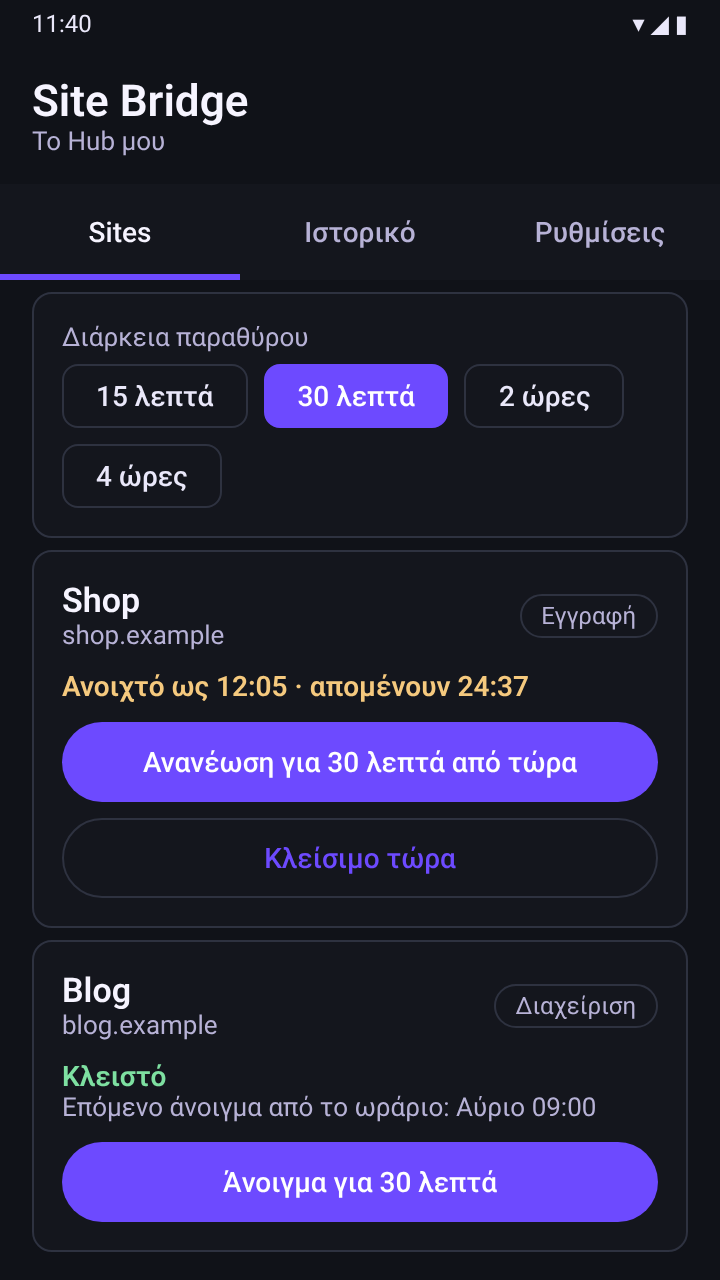 11:40
Site Bridge
Το Hub μου
Sites
Ιστορικό
Ρυθμίσεις
Διάρκεια παραθύρου
15 λεπτά
30 λεπτά
2 ώρες
4 ώρες
Shop
shop.example
Εγγραφή
Ανοιχτό ως 12:05 · απομένουν 24:37
Ανανέωση για 30 λεπτά από τώρα
Κλείσιμο τώρα
Blog
blog.example
Διαχείριση
Κλειστό
Επόμενο άνοιγμα από το ωράριο: Αύριο 09:00
Άνοιγμα για 30 λεπτά